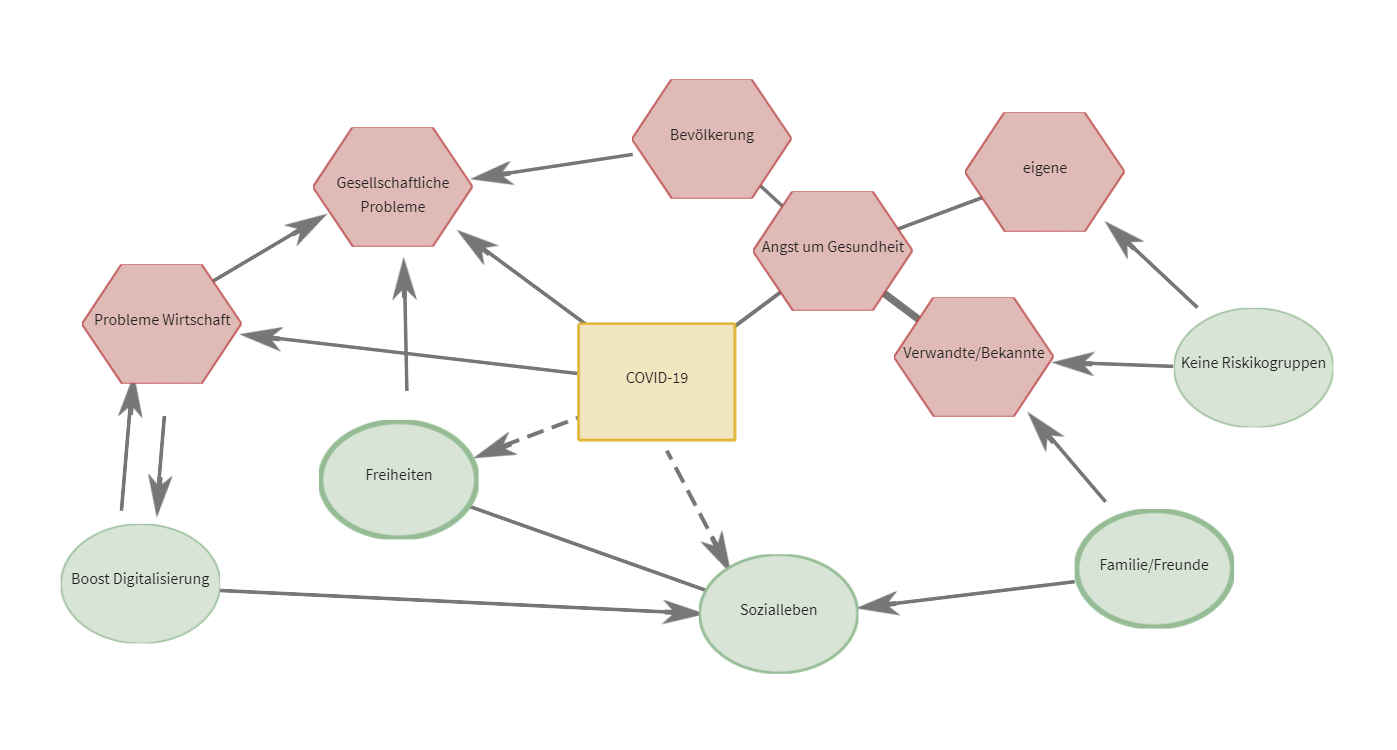 Bevölkerung
eigene
Gesellschaftliche
Probleme
Angst um Gesundheit
Probleme Wirtschaft
Verwandte/Bekannte
Keine Riskikogruppen
COVID-19
Freiheiten
Familie/Freunde
Boost Digitalisierung
Sozialleben